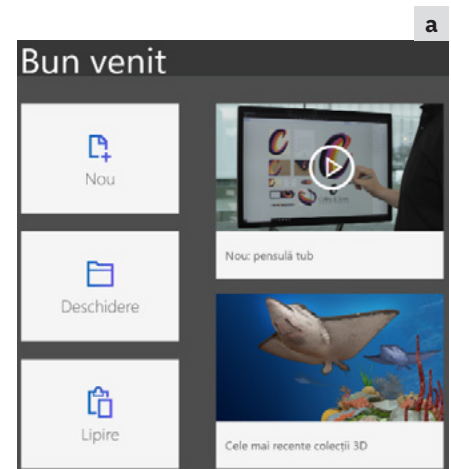 a
Bun venit
Nou
Deschidere
Lipire
Nou: pensulă tub
Cele mai recente colecții 3D